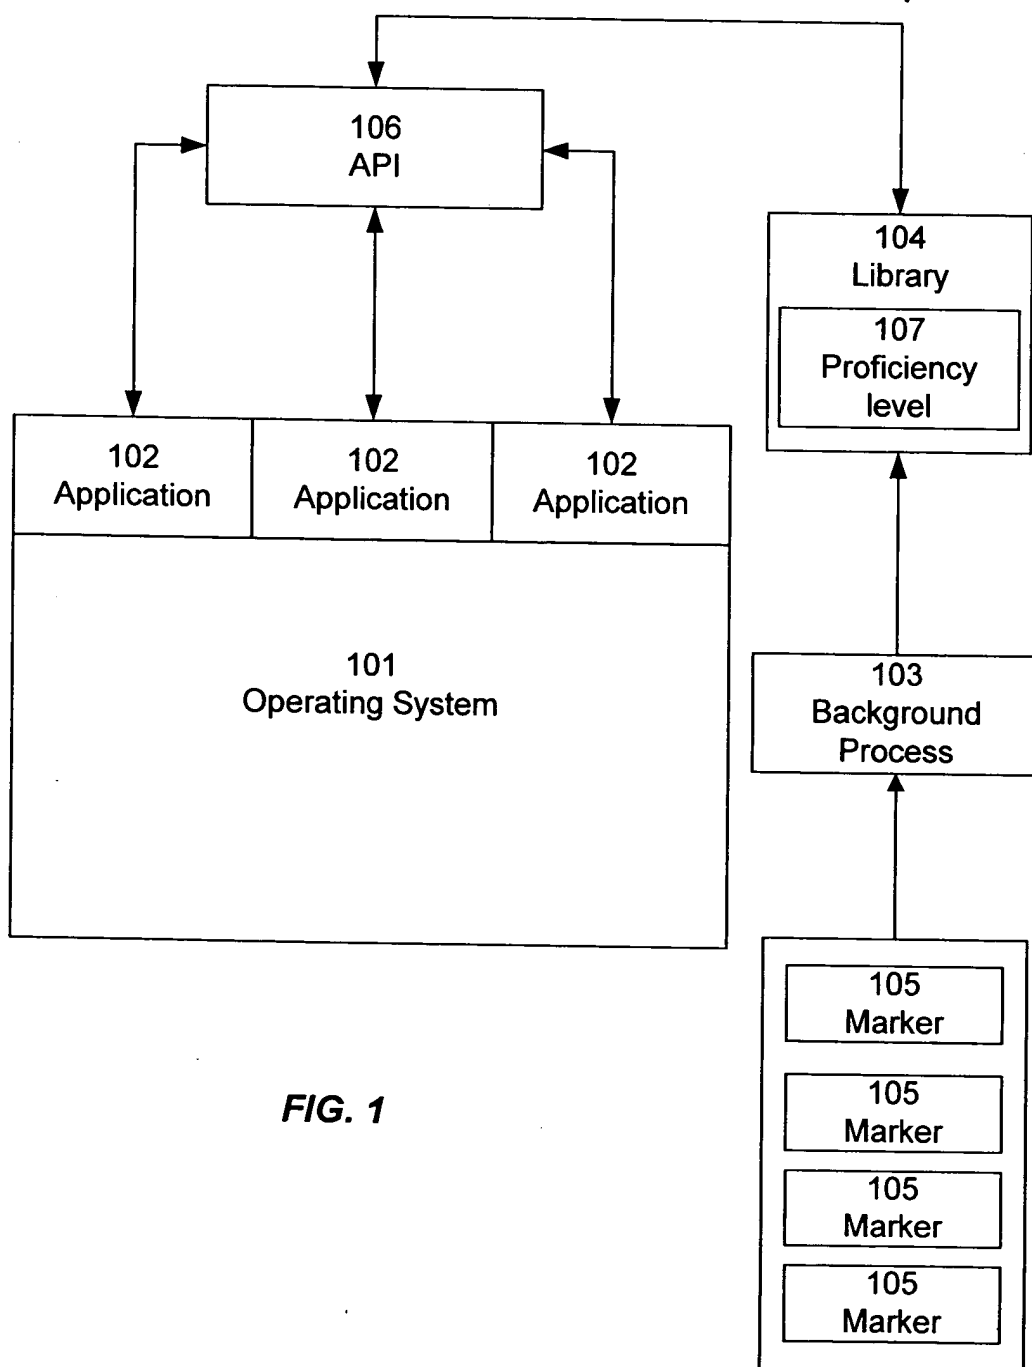 106
API
104
Library
107
Proficiency
level
102
Application
102
Application
102
Application
101
Operating System
103
Background
Process
105
Marker
105
Marker
105
Marker
105
Marker
FIG. 1